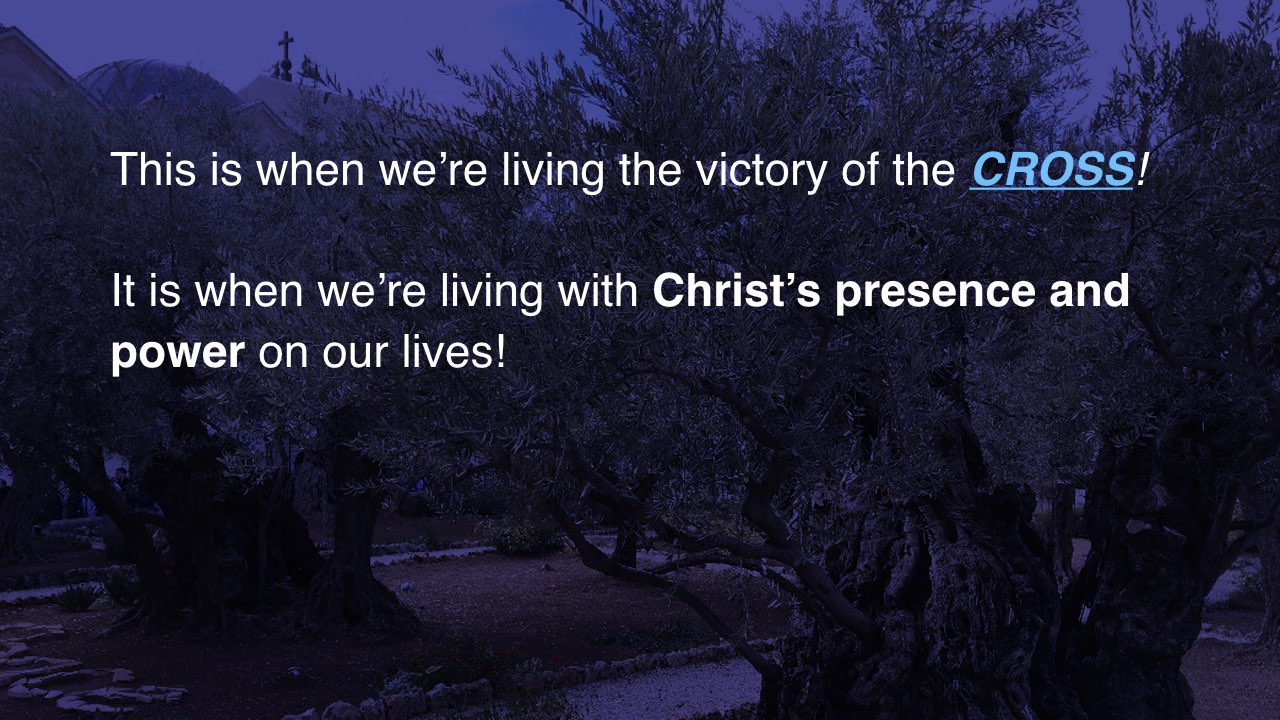 This is when we’re living the victory of the CROSS!
It is when we’re living with Christ’s presence and
power on our lives!